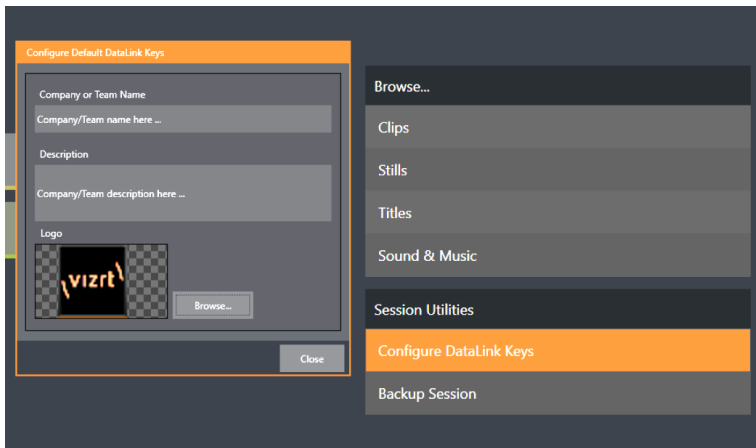 Configure Default DataLink Keys
Company or Team Name
Company/Team name here ...
Description
Company/Team description here ...
Logo
vizrt
Browse...
Close
Browse...
Clips
Stills
Titles
Sound & Music
Session Utilities
Configure DataLink Keys
Backup Session